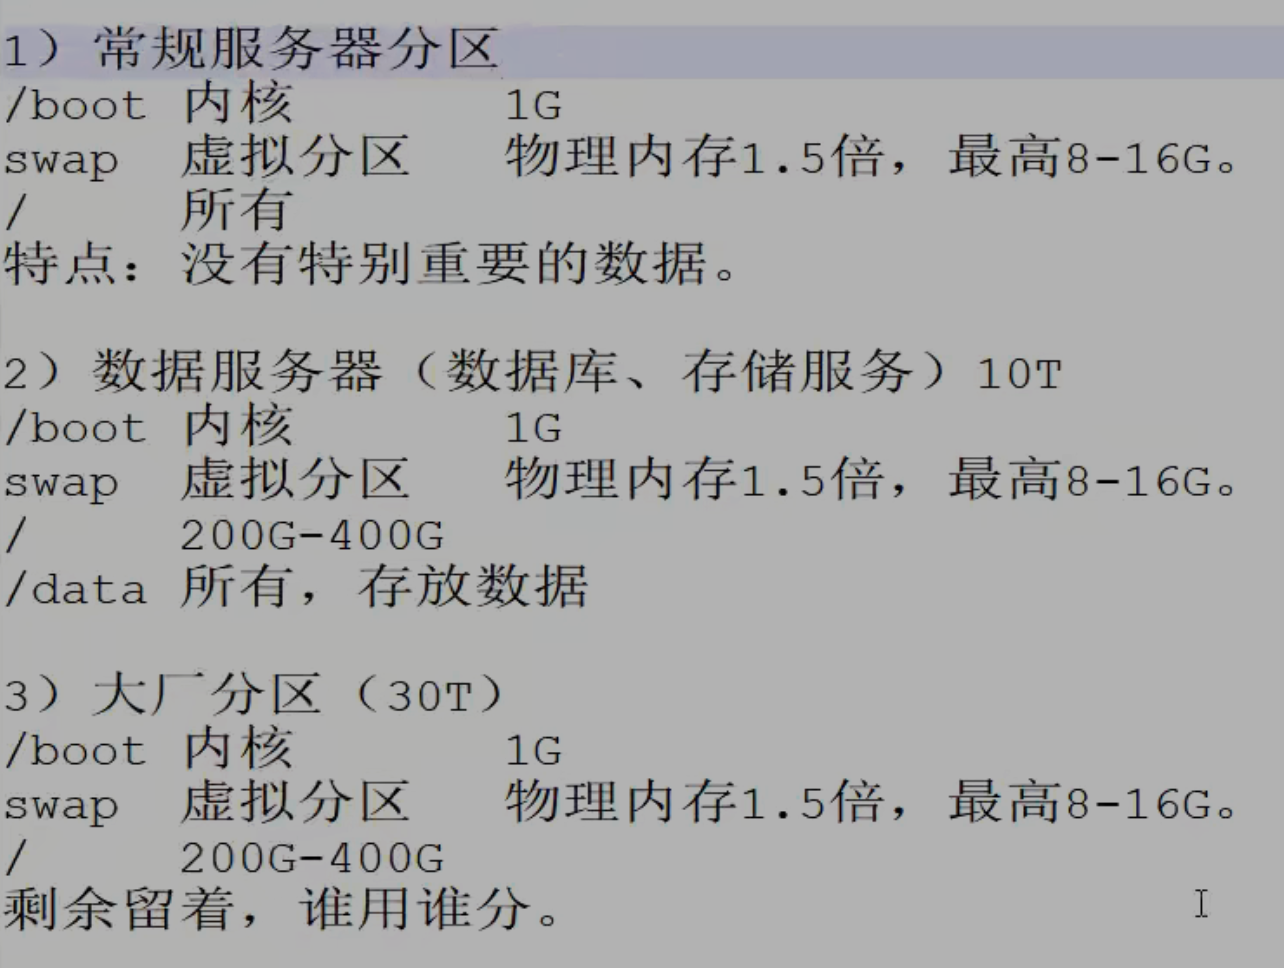 1）常规服务器分区
/boot 内核 1G
swap 虚拟分区 物理内存1.5倍，最高8-16G。
/ 所有
特点：没有特别重要的数据。
2）数据服务器（数据库、存储服务）10T
/boot 内核 1G
swap 虚拟分区 物理内存1.5倍，最高8-16G。
/ 200G-400G
/data 所有，存放数据
3）大厂分区（30T）
/boot 内核 1G
swap 虚拟分区 物理内存1.5倍，最高8-16G。
/ 200G-400G
剩余留着，谁用谁分。